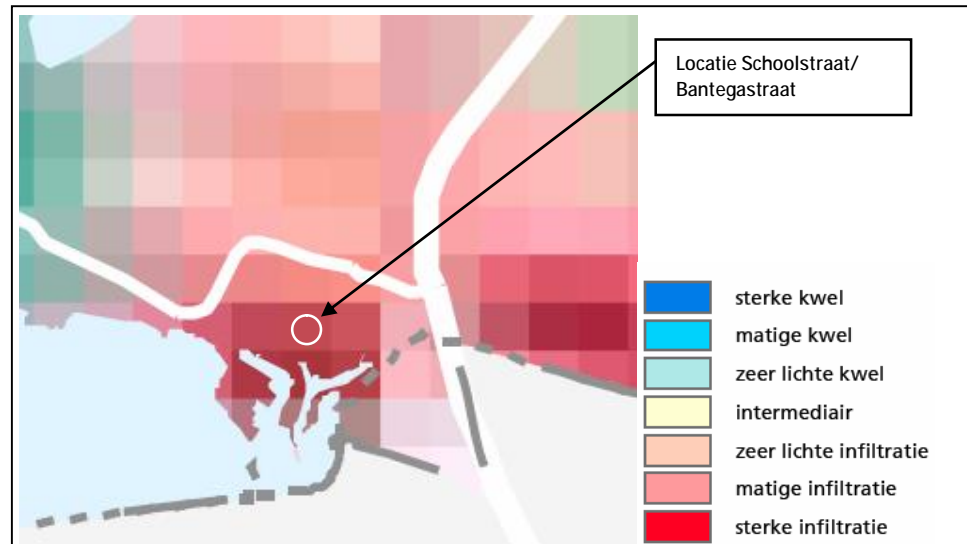 Locatie Schoolstraat/
Bantegastraat
sterke kwel
matige kwel
zeer lichte kwel
intermediair
zeer lichte infiltratie
matige infiltratie
sterke infiltratie